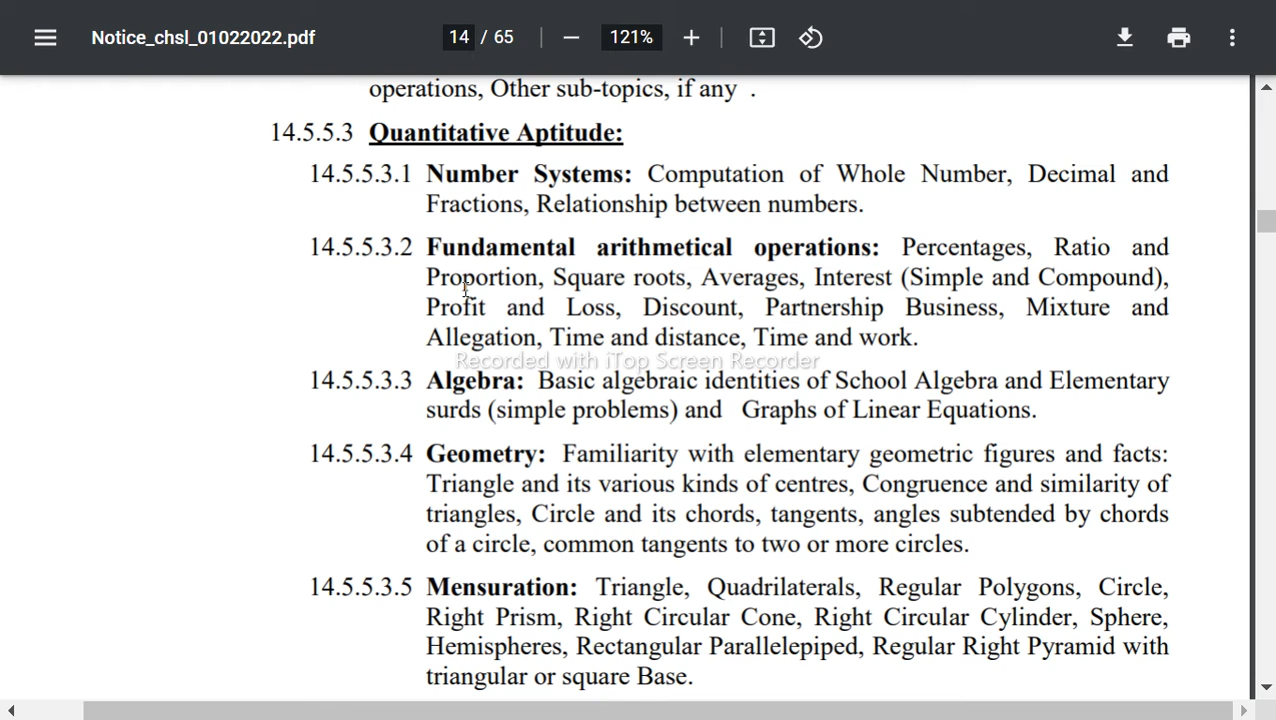 Notice_chsl_01022022.pdf
14 / 65
121%
operations, Other sub-topics, if any .
14.5.5.3 Quantitative Aptitude:
14.5.5.3.1 Number Systems: Computation of Whole Number, Decimal and
Fractions, Relationship between numbers.
14.5.5.3.2 Fundamental arithmetical operations: Percentages, Ratio and
Proportion, Square roots, Averages, Interest (Simple and Compound),
Profit and Loss, Discount, Partnership Business, Mixture and
Allegation, Time and distance, Time and work.
Recorded with iTop Screen Recorder
14.5.5.3.3 Algebra: Basic algebraic identities of School Algebra and Elementary
surds (simple problems) and Graphs of Linear Equations.
14.5.5.3.4 Geometry: Familiarity with elementary geometric figures and facts:
Triangle and its various kinds of centres, Congruence and similarity of
triangles, Circle and its chords, tangents, angles subtended by chords
of a circle, common tangents to two or more circles.
14.5.5.3.5 Mensuration: Triangle, Quadrilaterals, Regular Polygons, Circle,
Right Prism, Right Circular Cone, Right Circular Cylinder, Sphere,
Hemispheres, Rectangular Parallelepiped, Regular Right Pyramid with
triangular or square Base.